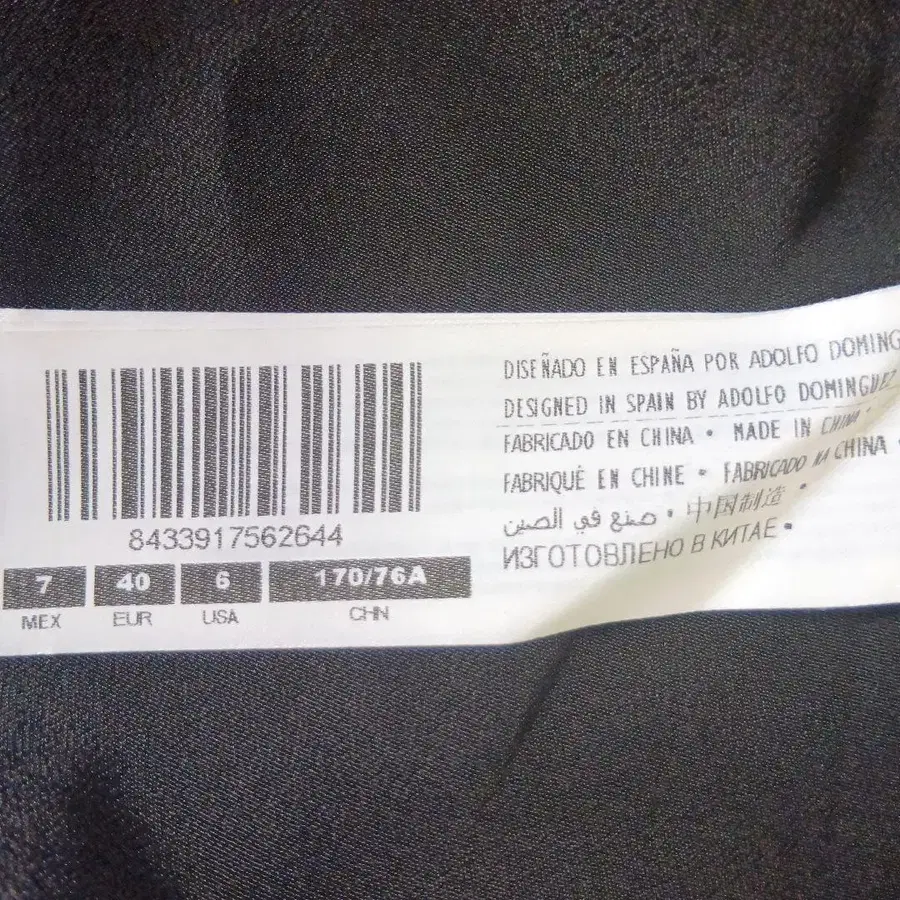 8433917562644
7 40 6 170/76A
MEX EUR USA CHN
DISEÑADO EN ESPAÑA POR ADOLFO DOMING
DESIGNED IN SPAIN BY ADOLFO DOMINGUEZ
FABRICADO EN CHINA • MADE IN CHINA •
FABRIQUÉ EN CHINE • FABRICADO NA CHINA •
صنع في الصين • 中国制造 •
ИЗГОТОВЛЕНО В КИТАЕ •